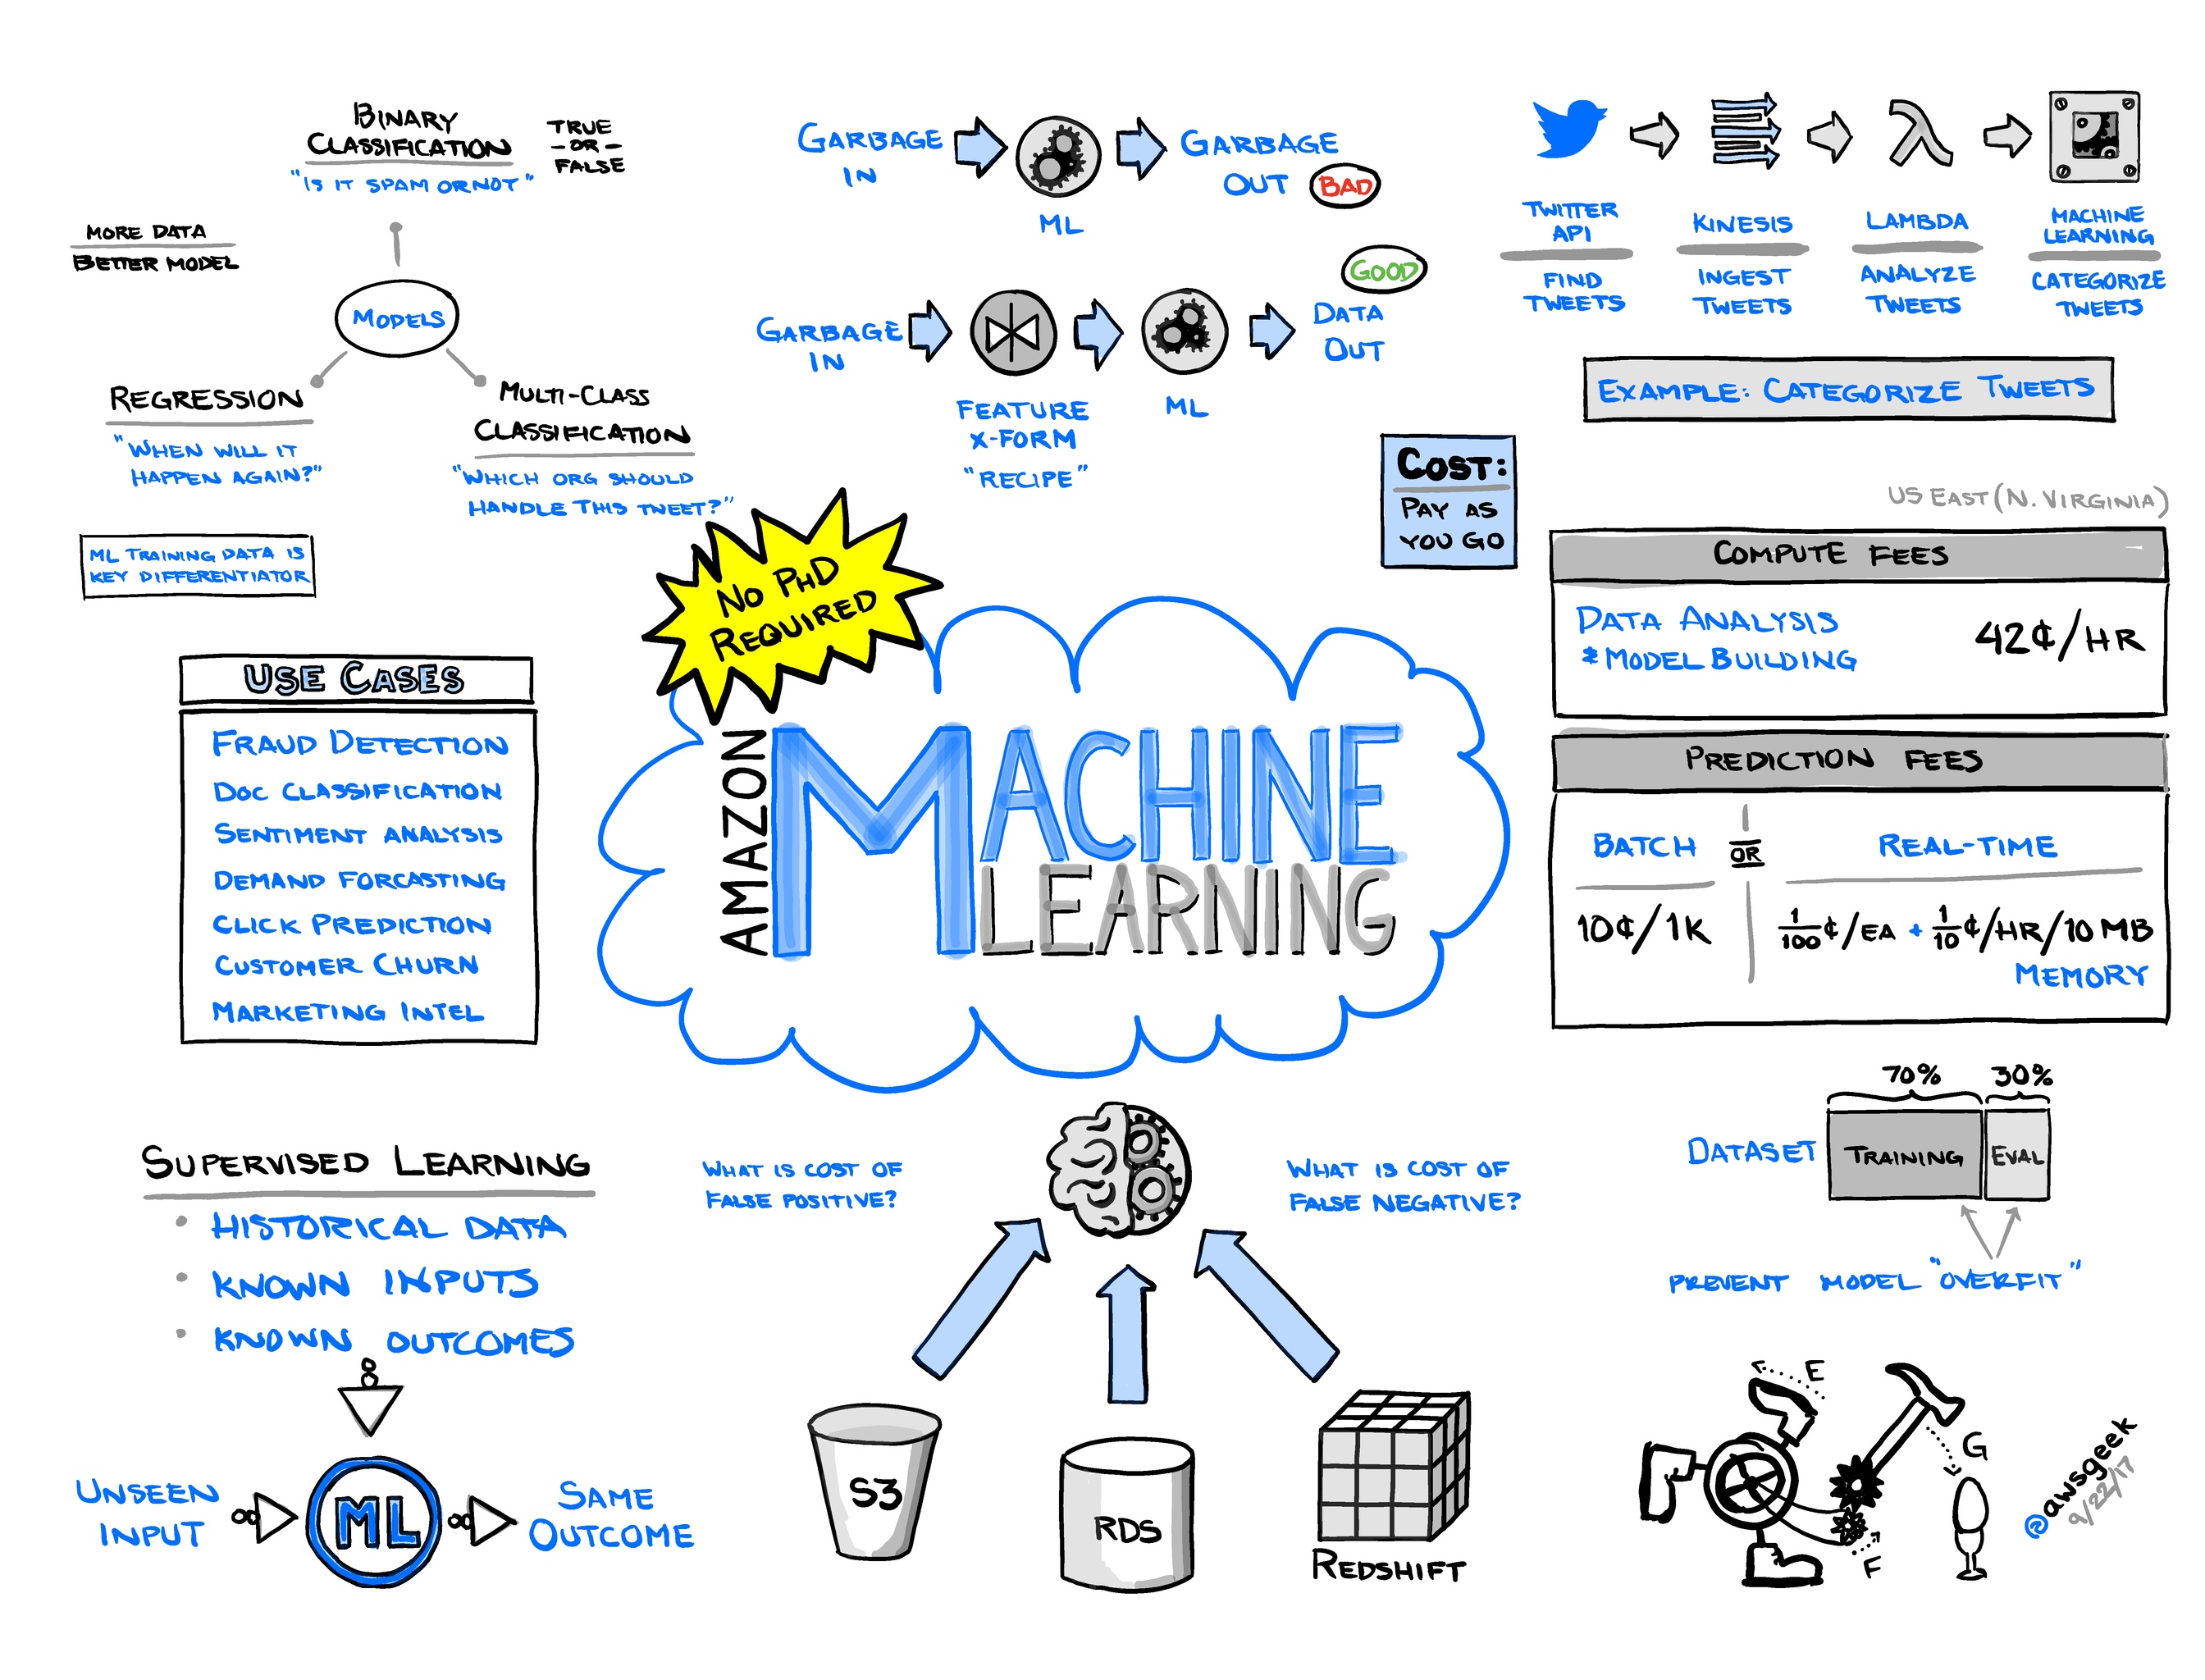 BINARY
CLASSIFICATION
"IS IT SPAM OR NOT"
TRUE
-OR-
FALSE
MORE DATA
BETTER MODEL
MODELS
REGRESSION
"WHEN WILL IT
HAPPEN AGAIN?"
MULTI-CLASS
CLASSIFICATION
"WHICH ORG SHOULD
HANDLE THIS TWEET?"
ML TRAINING DATA IS
KEY DIFFERENTIATOR
GARBAGE
IN
ML
GARBAGE
OUT
BAD
GARBAGE
IN
FEATURE
X-FORM
"RECIPE"
ML
GOOD
DATA
OUT
TWITTER
API
FIND
TWEETS
KINESIS
INGEST
TWEETS
LAMBDA
ANALYZE
TWEETS
MACHINE
LEARNING
CATEGORIZE
TWEETS
EXAMPLE: CATEGORIZE TWEETS
COST:
PAY AS
YOU GO
US EAST (N. VIRGINIA)
COMPUTE FEES
DATA ANALYSIS
& MODEL BUILDING
42¢/HR
PREDICTION FEES
BATCH
OR
REAL-TIME
10¢/1K
1/100¢/EA + 1/10¢/HR/10 MB
MEMORY
NO PHD
REQUIRED
AMAZON
MACHINE
LEARNING
USE CASES
FRAUD DETECTION
DOC CLASSIFICATION
SENTIMENT ANALYSIS
DEMAND FORCASTING
CLICK PREDICTION
CUSTOMER CHURN
MARKETING INTEL
SUPERVISED LEARNING
• HISTORICAL DATA
• KNOWN INPUTS
• KNOWN OUTCOMES
UNSEEN
INPUT
ML
SAME
OUTCOME
WHAT IS COST OF
FALSE POSITIVE?
WHAT IS COST OF
FALSE NEGATIVE?
S3
RDS
REDSHIFT
70%
30%
DATASET
TRAINING
EVAL
PREVENT MODEL "OVERFIT"
E
G
F
@awsgeek
9/22/17